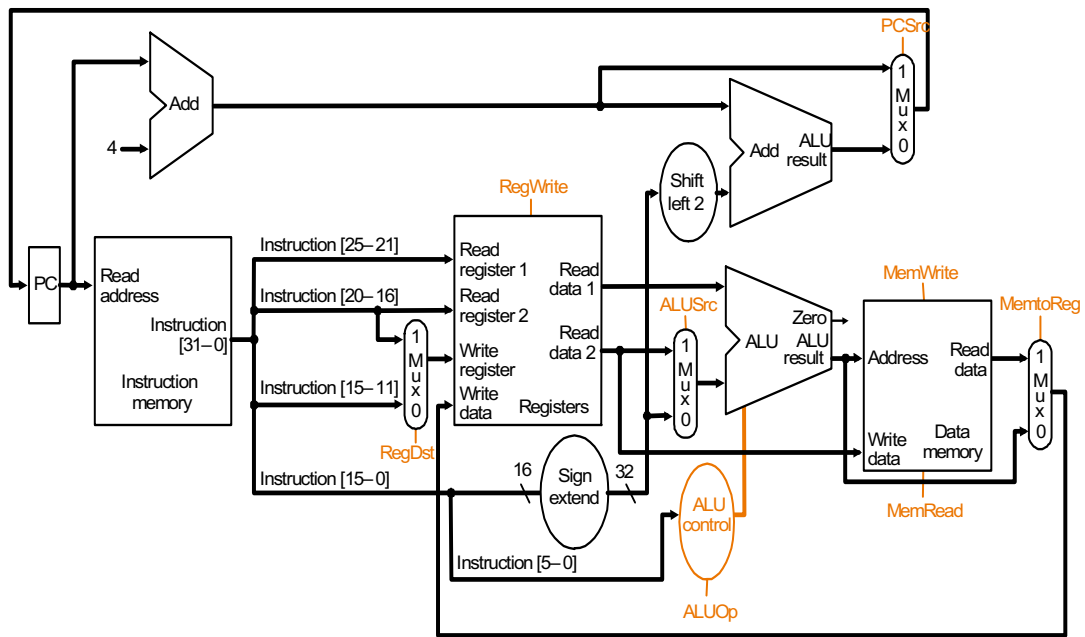 PCSrc
1
M
u
x
0
Add
4
Add
ALU
result
Shift
left 2
RegWrite
PC
Read
address
Instruction
[31–0]
Instruction
memory
Instruction [25–21]
Instruction [20–16]
Instruction [15–11]
Instruction [15–0]
Instruction [5–0]
1
M
u
x
0
RegDst
Read
register 1
Read
register 2
Write
register
Write
data
Read
data 1
Read
data 2
Registers
16
Sign
extend
32
ALUSrc
1
M
u
x
0
Zero
ALU
ALU
result
ALU
control
ALUOp
MemWrite
Address
Read
data
Write
data
Data
memory
MemRead
MemtoReg
1
M
u
x
0